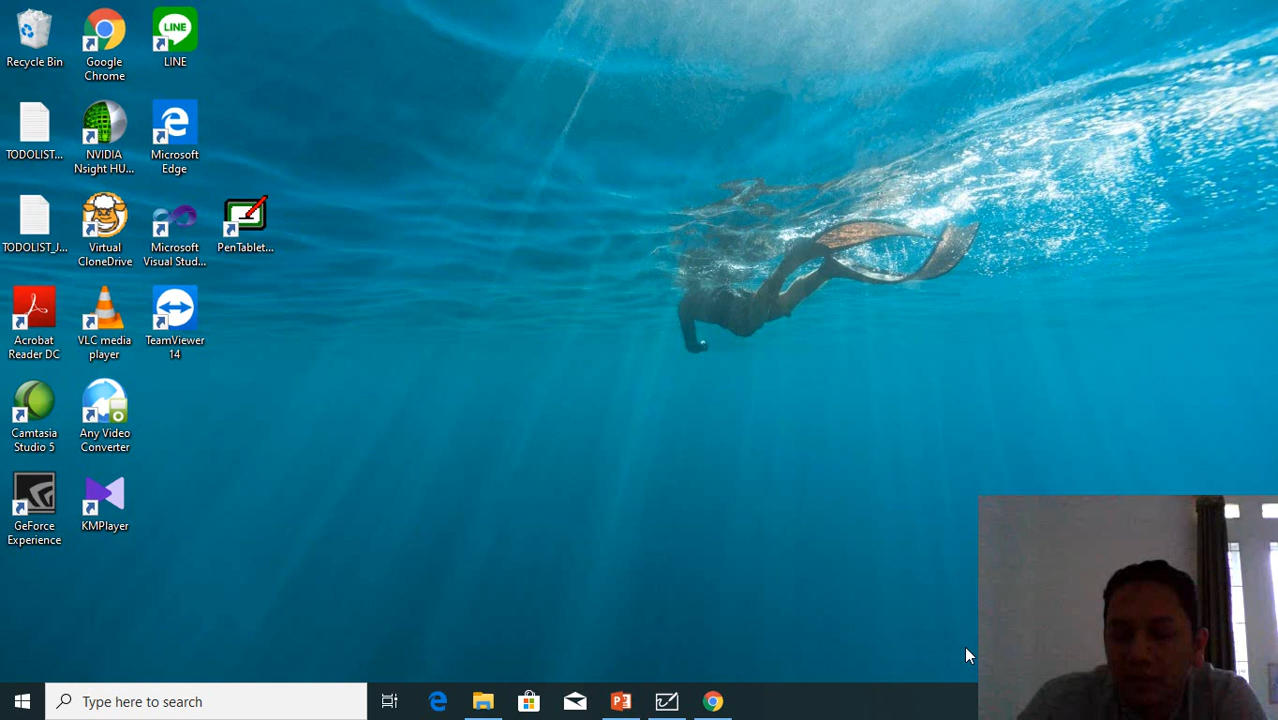 Recycle Bin
Google
Chrome
LINE
TODOLIST...
NVIDIA
Nsight HU...
Microsoft
Edge
TODOLIST_J...
Virtual
CloneDrive
Microsoft
Visual Stud...
PenTablet...
Acrobat
Reader DC
VLC media
player
TeamViewer
14
Camtasia
Studio 5
Any Video
Converter
GeForce
Experience
KMPlayer
Type here to search